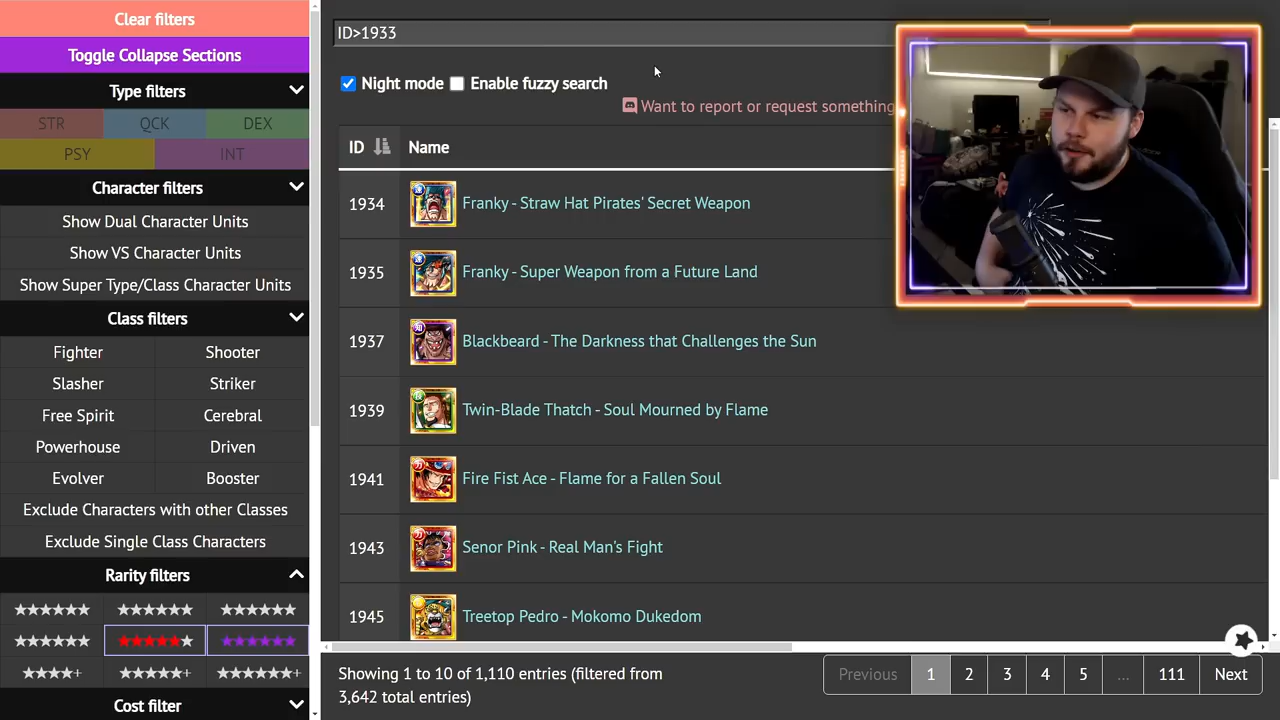 Clear filters
Toggle Collapse Sections
Type filters
STR QCK DEX
PSY INT
Character filters
Show Dual Character Units
Show VS Character Units
Show Super Type/Class Character Units
Class filters
Fighter Shooter
Slasher Striker
Free Spirit Cerebral
Powerhouse Driven
Evolver Booster
Exclude Characters with other Classes
Exclude Single Class Characters
Rarity filters
★★★★★★ ★★★★★★ ★★★★★★
★★★★★★ ★★★★★★ ★★★★★★
★★★★+ ★★★★★+ ★★★★★★+
Cost filter
ID>1933
Night mode Enable fuzzy search
Want to report or request something
ID Name
1934 Franky - Straw Hat Pirates' Secret Weapon
1935 Franky - Super Weapon from a Future Land
1937 Blackbeard - The Darkness that Challenges the Sun
1939 Twin-Blade Thatch - Soul Mourned by Flame
1941 Fire Fist Ace - Flame for a Fallen Soul
1943 Senor Pink - Real Man's Fight
1945 Treetop Pedro - Mokomo Dukedom
Showing 1 to 10 of 1,110 entries (filtered from
3,642 total entries)
Previous 1 2 3 4 5 … 111 Next